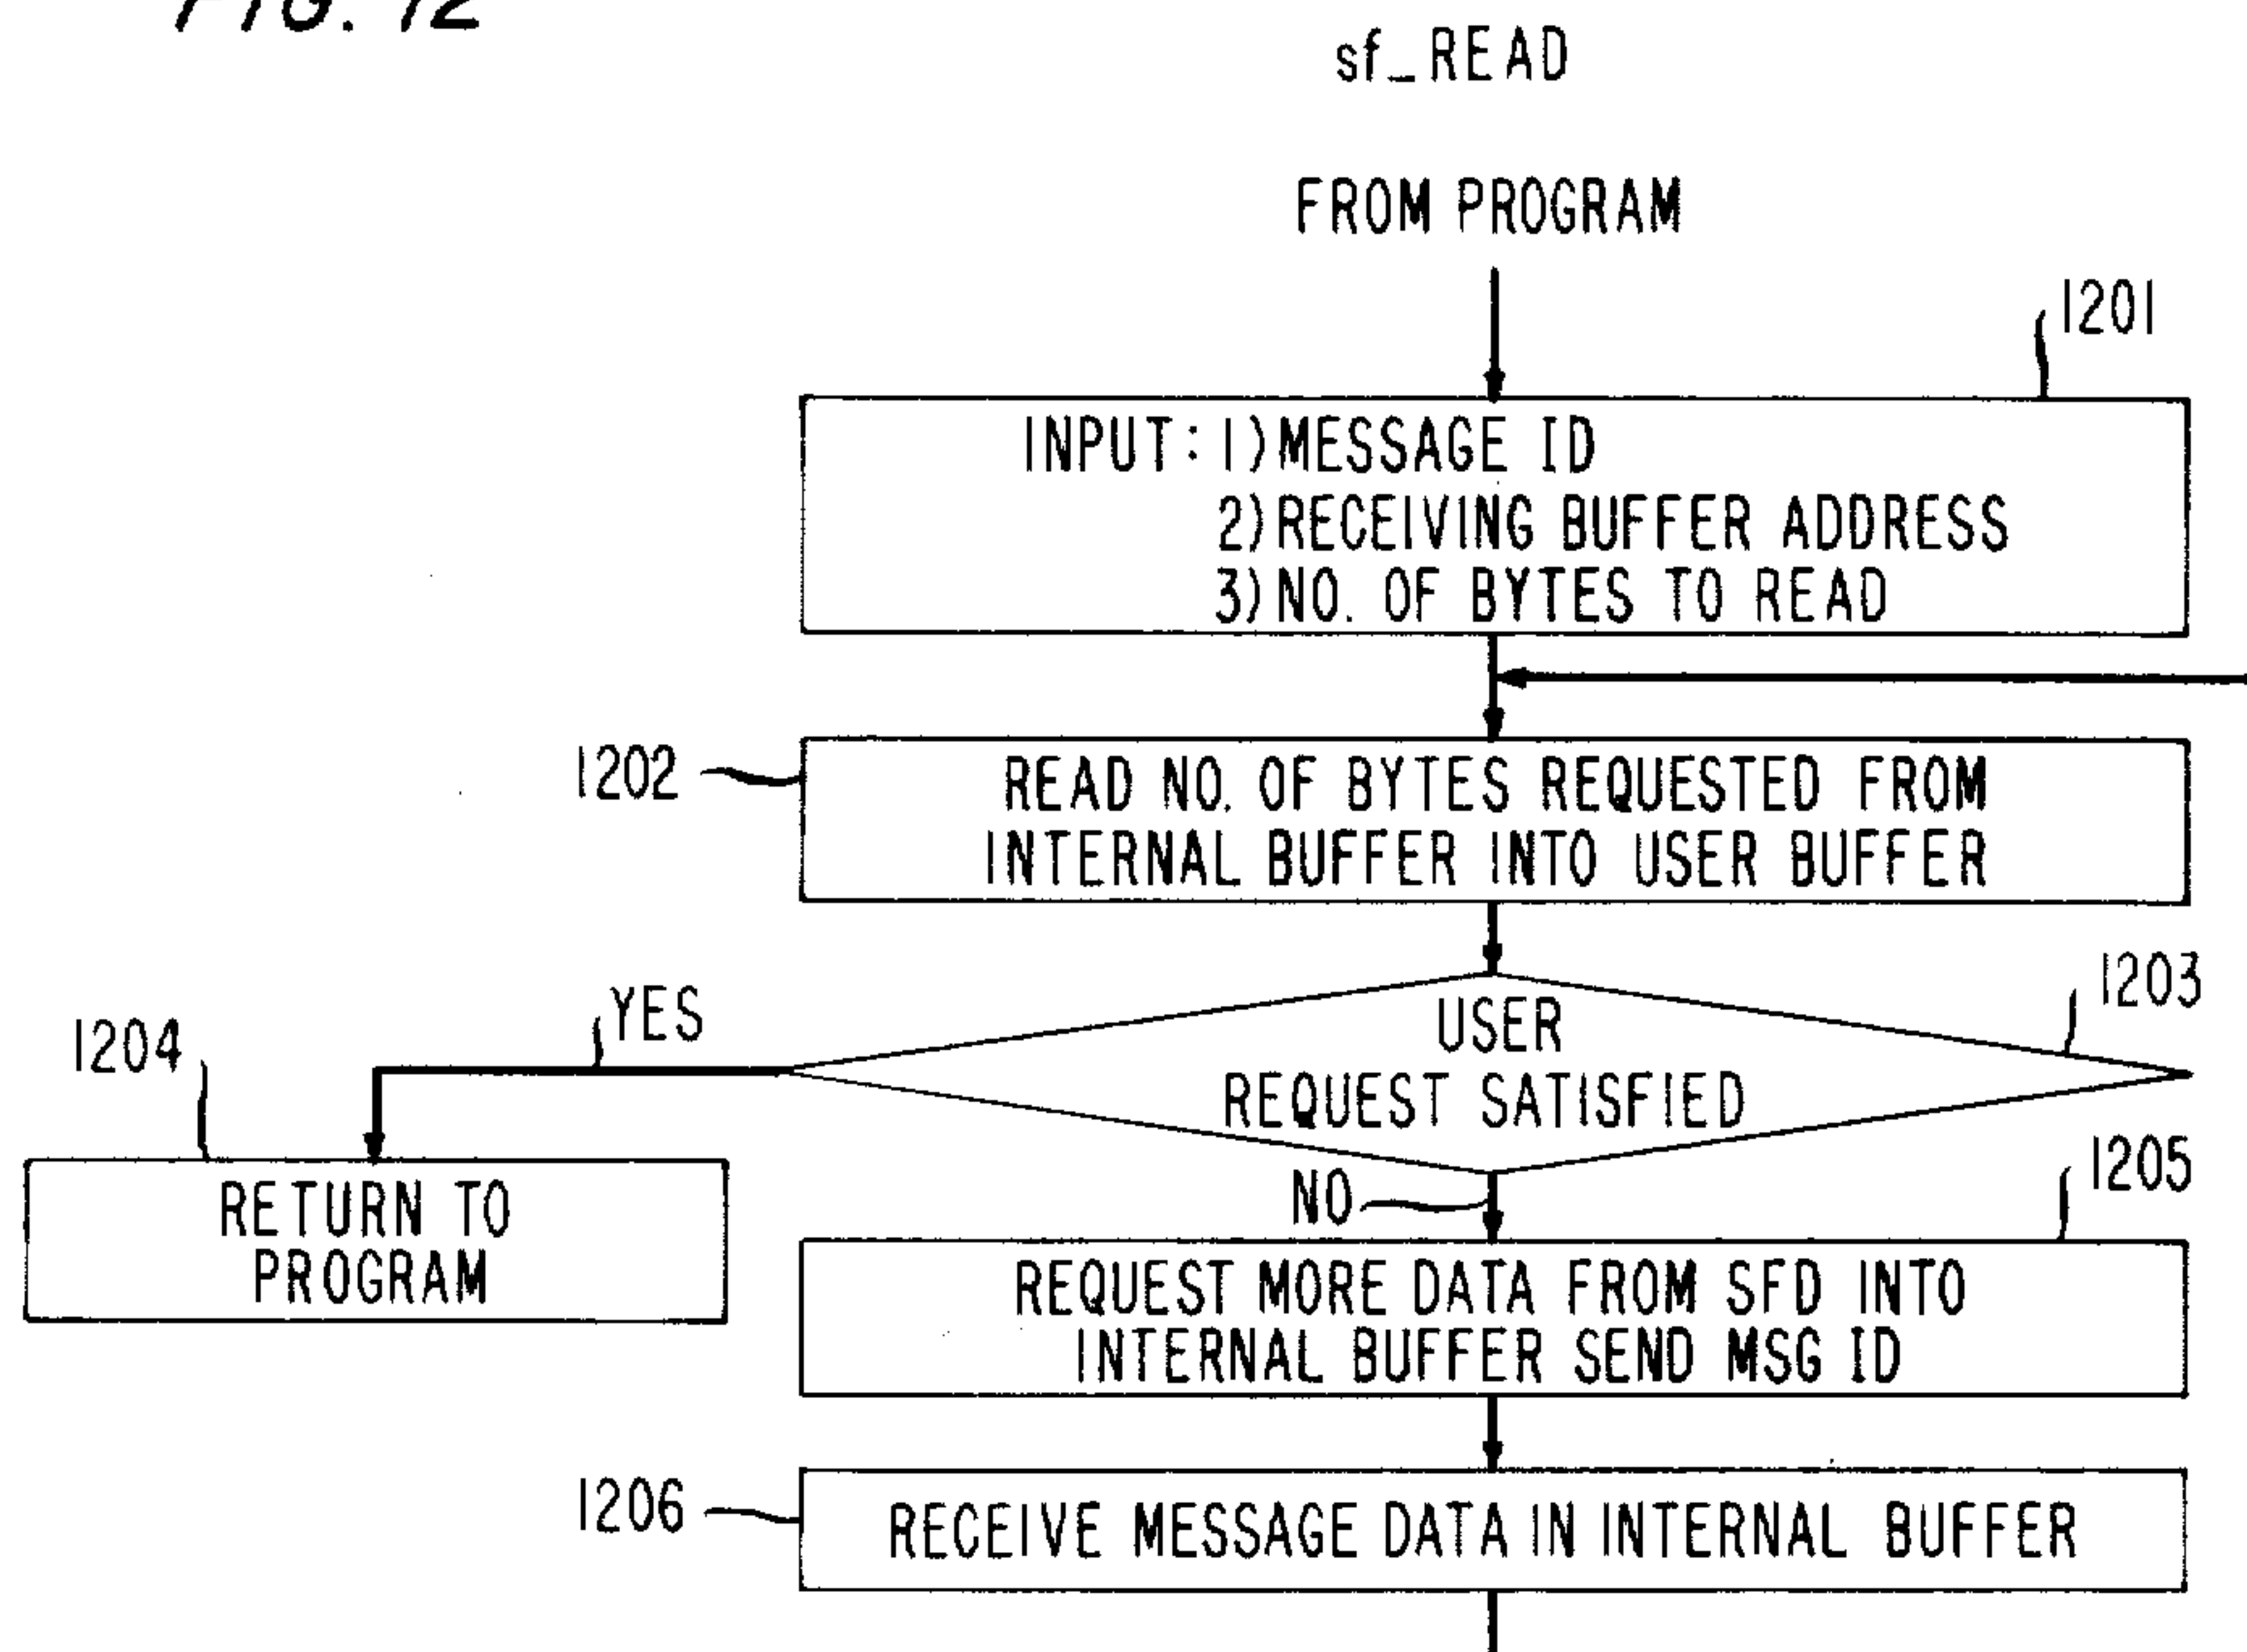 FIG. 12
sf_READ
FROM PROGRAM
1201
INPUT: 1) MESSAGE ID
2) RECEIVING BUFFER ADDRESS
3) NO. OF BYTES TO READ
1202
READ NO. OF BYTES REQUESTED FROM
INTERNAL BUFFER INTO USER BUFFER
1203
USER
REQUEST SATISFIED
YES
1204
RETURN TO
PROGRAM
NO
1205
REQUEST MORE DATA FROM SFD INTO
INTERNAL BUFFER SEND MSG ID
1206
RECEIVE MESSAGE DATA IN INTERNAL BUFFER